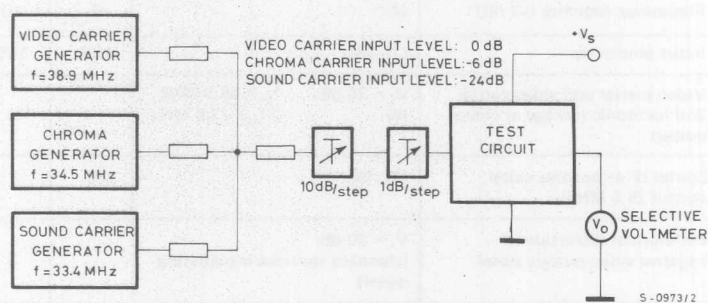 VIDEO CARRIER
GENERATOR
f=38.9 MHz
CHROMA
GENERATOR
f=34.5 MHz
SOUND CARRIER
GENERATOR
f=33.4 MHz
VIDEO CARRIER INPUT LEVEL: 0 dB
CHROMA CARRIER INPUT LEVEL:-6 dB
SOUND CARRIER INPUT LEVEL:-24dB
10dB/step
1dB/step
+Vs
TEST
CIRCUIT
Vo
SELECTIVE
VOLTMETER
S-0973/2